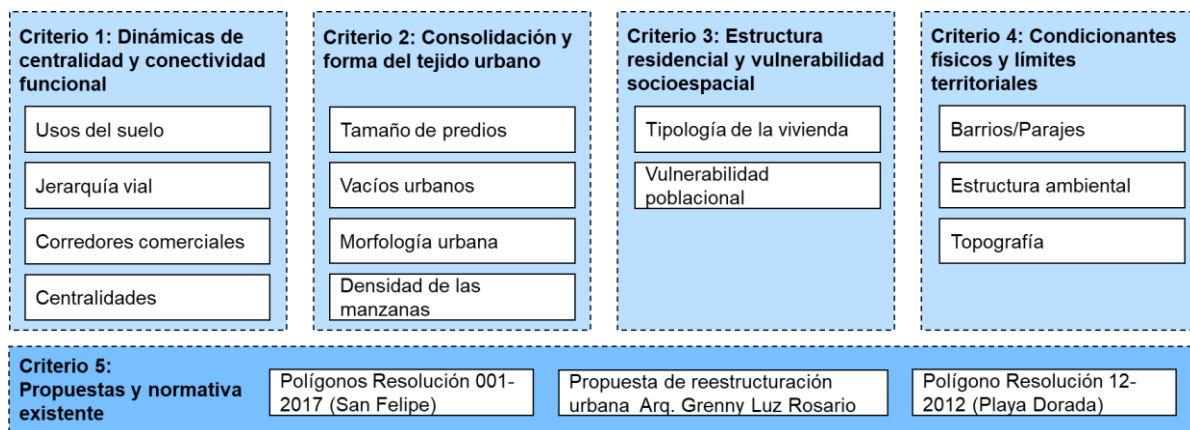 Criterio 1: Dinámicas de
centralidad y conectividad
funcional
Usos del suelo
Jerarquía vial
Corredores comerciales
Centralidades
Criterio 2: Consolidación y
forma del tejido urbano
Tamaño de predios
Vacíos urbanos
Morfología urbana
Densidad de las
manzanas
Criterio 3: Estructura
residencial y vulnerabilidad
socioespacial
Tipología de la vivienda
Vulnerabilidad
poblacional
Criterio 4: Condicionantes
físicos y límites
territoriales
Barrios/Parajes
Estructura ambiental
Topografía
Criterio 5:
Propuestas y normativa
existente
Polígonos Resolución 001-
2017 (San Felipe)
Propuesta de reestructuración
urbana  Arq. Grenny Luz Rosario
Polígono Resolución 12-
2012 (Playa Dorada)